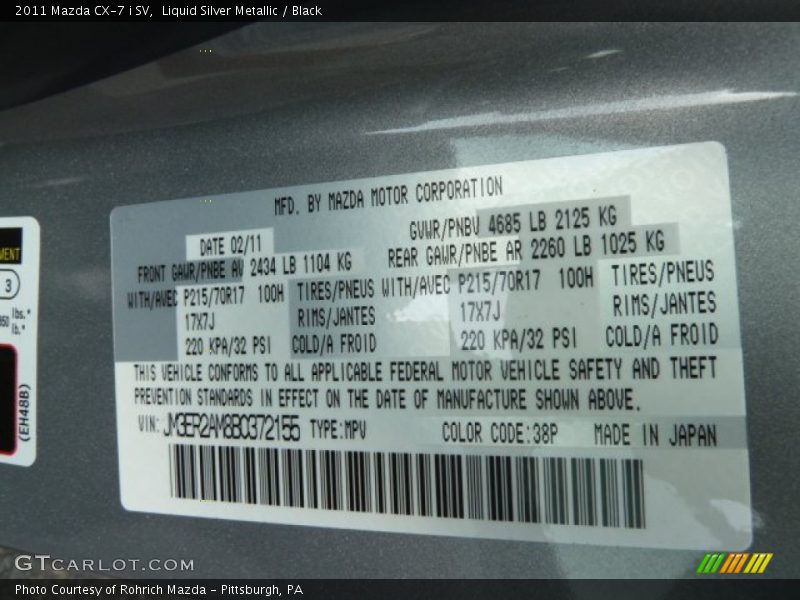 2011 Mazda CX-7 i SV,  Liquid Silver Metallic / Black
MFD. BY MAZDA MOTOR CORPORATION
DATE 02/11 GVWR/PNBV 4685 LB 2125 KG
FRONT GAWR/PNBE AV 2434 LB 1104 KG REAR GAWR/PNBE AR 2260 LB 1025 KG
WITH/AVEC P215/70R17 100H TIRES/PNEUS WITH/AVEC P215/70R17 100H TIRES/PNEUS
17X7J RIMS/JANTES 17X7J RIMS/JANTES
220 KPA/32 PSI COLD/A FROID 220 KPA/32 PSI COLD/A FROID
THIS VEHICLE CONFORMS TO ALL APPLICABLE FEDERAL MOTOR VEHICLE SAFETY AND THEFT
PREVENTION STANDARDS IN EFFECT ON THE DATE OF MANUFACTURE SHOWN ABOVE.
VIN: JM3ER2AM8B0372155 TYPE:MPV COLOR CODE:38P MADE IN JAPAN
MENT
3
lbs.*
lb.*
(EH48B)
GTCARLOT.COM
Photo Courtesy of Rohrich Mazda - Pittsburgh, PA